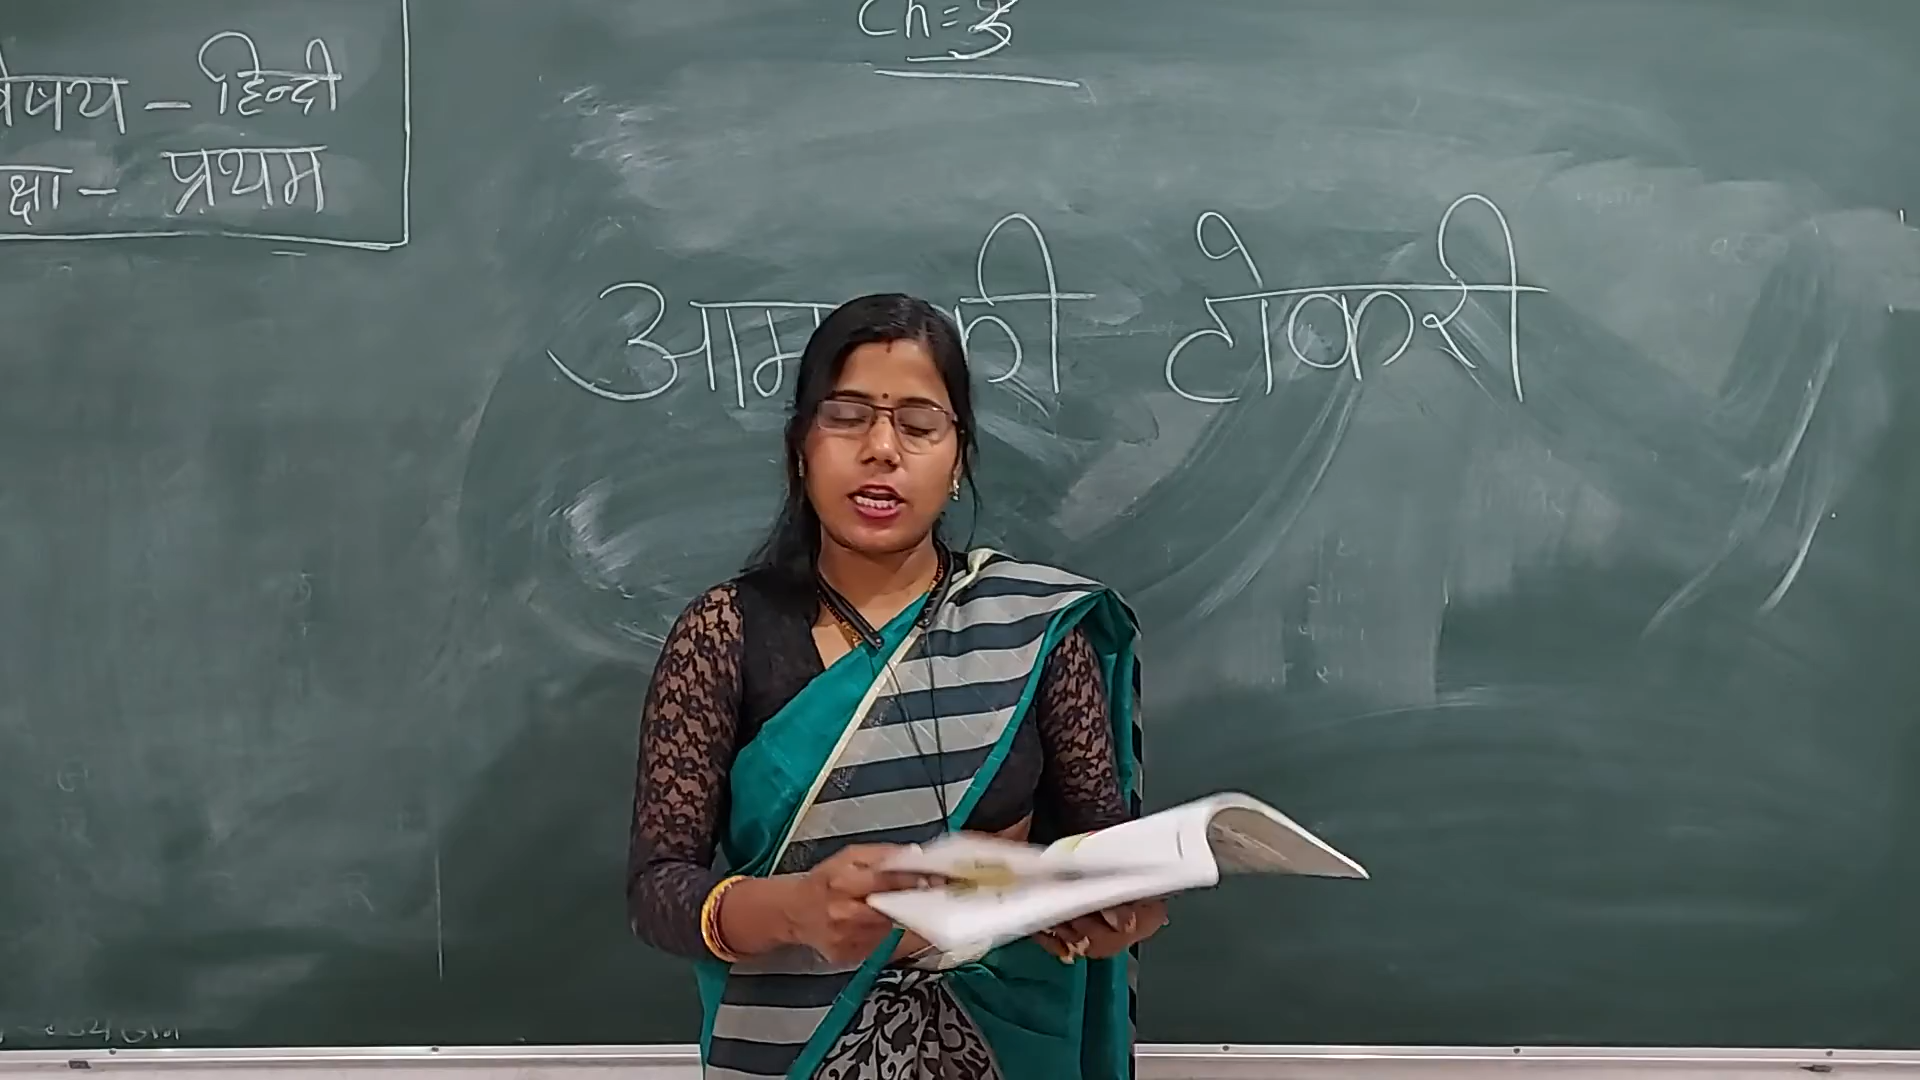 Ch = 3
विषय - हिन्दी
कक्षा - प्रथम
आम की टोकरी